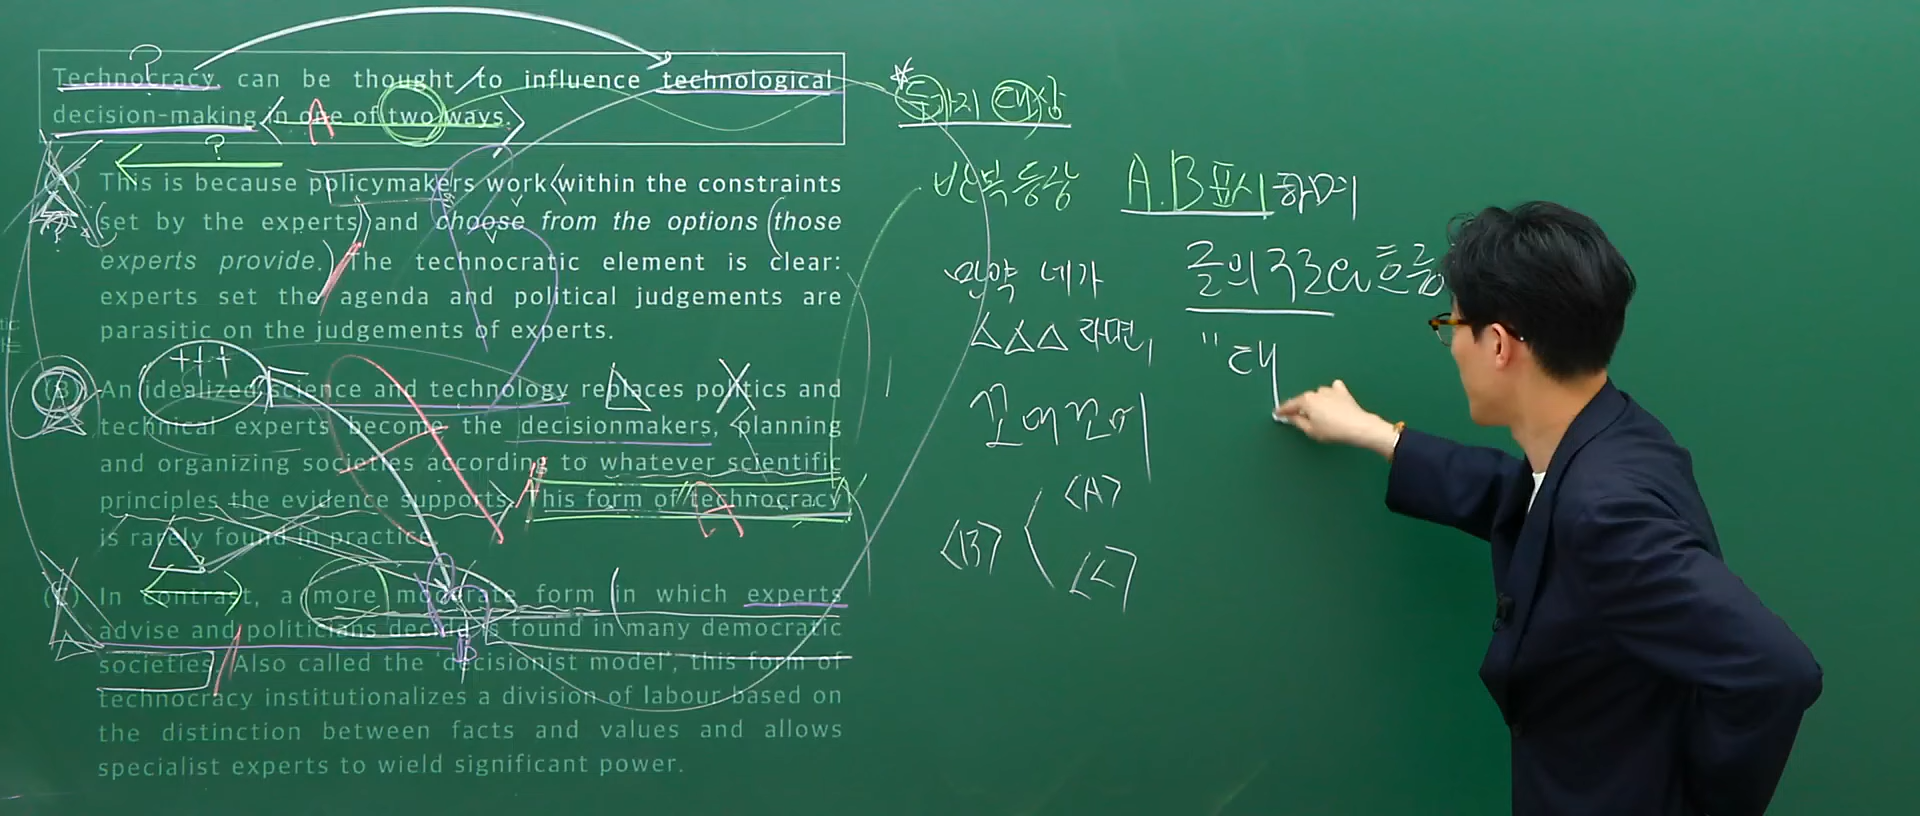 Technocracy can be thought to influence technological
decision-making in one of two ways.
This is because policymakers work within the constraints
set by the experts and choose from the options those
experts provide. The technocratic element is clear:
experts set the agenda and political judgements are
parasitic on the judgements of experts.
(B) An idealized science and technology replaces politics and
technical experts become the decisionmakers, planning
and organizing societies according to whatever scientific
principles the evidence supports. This form of technocracy
is rarely found in practice.
(C) In contrast, a more moderate form in which experts
advise and politicians decide is found in many democratic
societies. Also called the 'decisionist model', this form of
technocracy institutionalizes a division of labour based on
the distinction between facts and values and allows
specialist experts to wield significant power.
두가지 대상
반복등장 A.B표시하며
글의구조와 흐름
만약 네가
△△△ 라면,
"대
꼬여꼬이
<A>
<B>